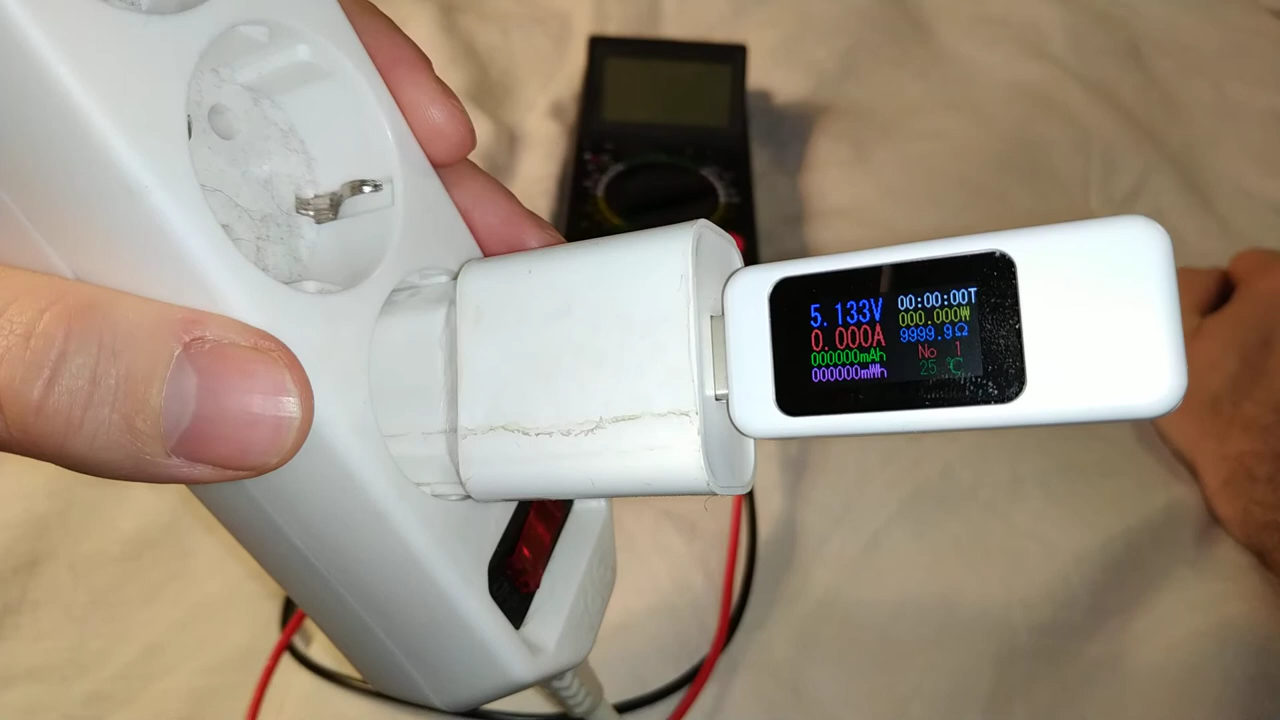 5.133V
0.000A
000000mAh
000000mWh
00:00:00T
000.000W
9999.9Ω
No 1
25 ℃